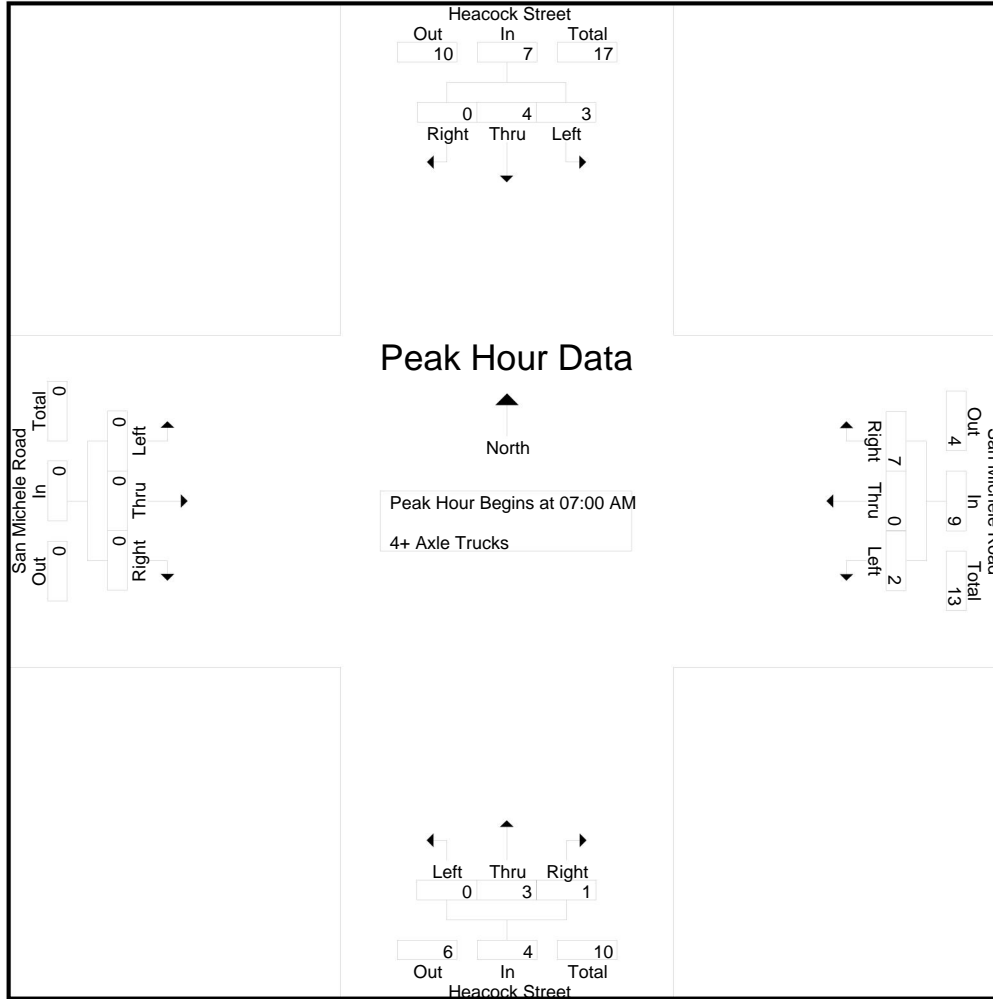 Heacock Street
Out In Total
10 7 17
0 4 3
Right Thru Left
Peak Hour Data
North
Peak Hour Begins at 07:00 AM
4+ Axle Trucks
San Michele Road
Total In Out
0 0 0
0 0 0
Left Thru Right
Right Thru Left
7 0 2
4 9 13
Out In Total
San Michele Road
Left Thru Right
0 3 1
6 4 10
Out In Total
Heacock Street